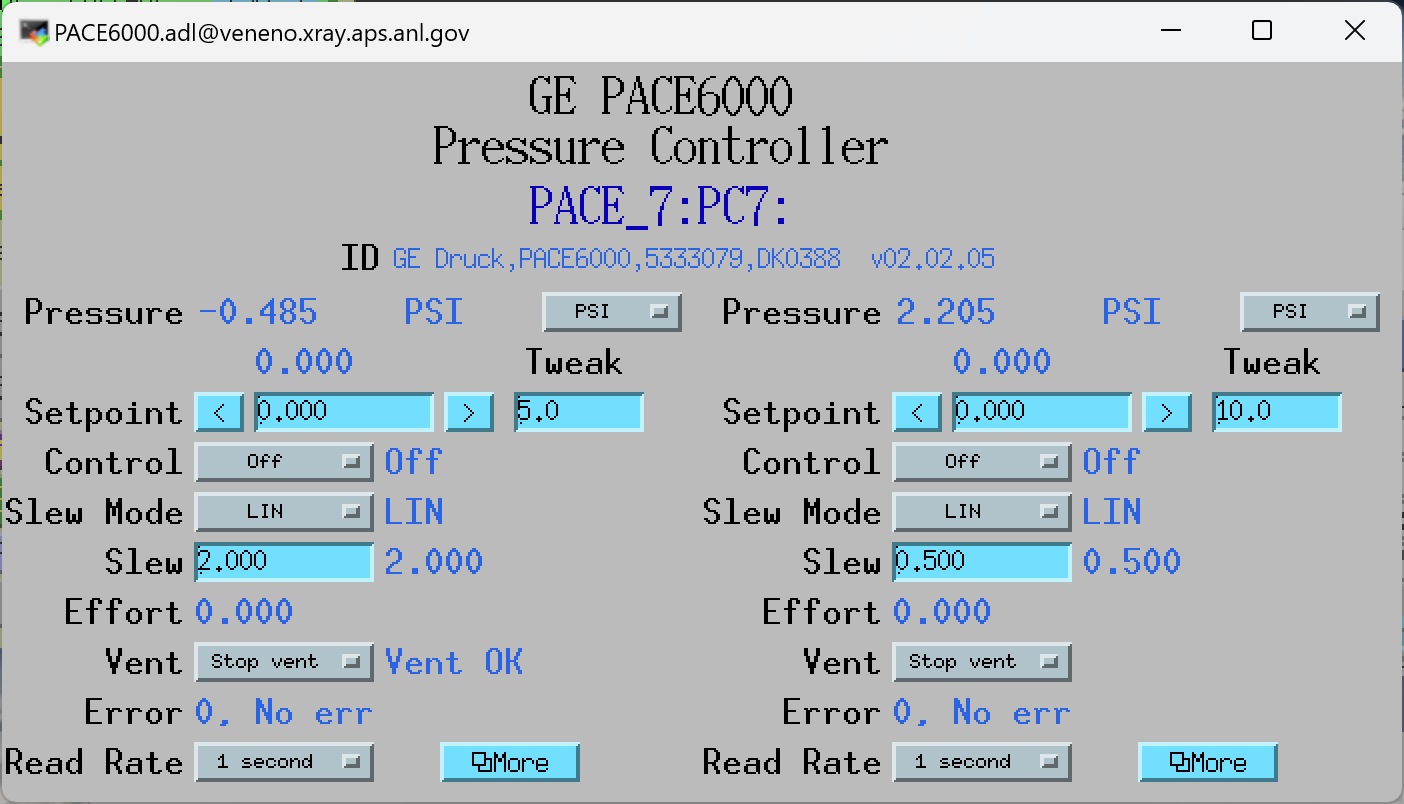 PACE6000.adl@veneno.xray.aps.anl.gov
GE PACE6000
Pressure Controller
PACE_7:PC7:
ID GE Druck,PACE6000,5333079,DK0388 v02.02.05
Pressure -0.485 PSI PSI Pressure 2.205 PSI PSI
0.000 Tweak 0.000 Tweak
Setpoint < 0.000 > 5.0 Setpoint < 0.000 > 10.0
Control Off Off Control Off Off
Slew Mode LIN LIN Slew Mode LIN LIN
Slew 2.000 2.000 Slew 0.500 0.500
Effort 0.000 Effort 0.000
Vent Stop vent Vent OK Vent Stop vent
Error 0, No err Error 0, No err
Read Rate 1 second More Read Rate 1 second More